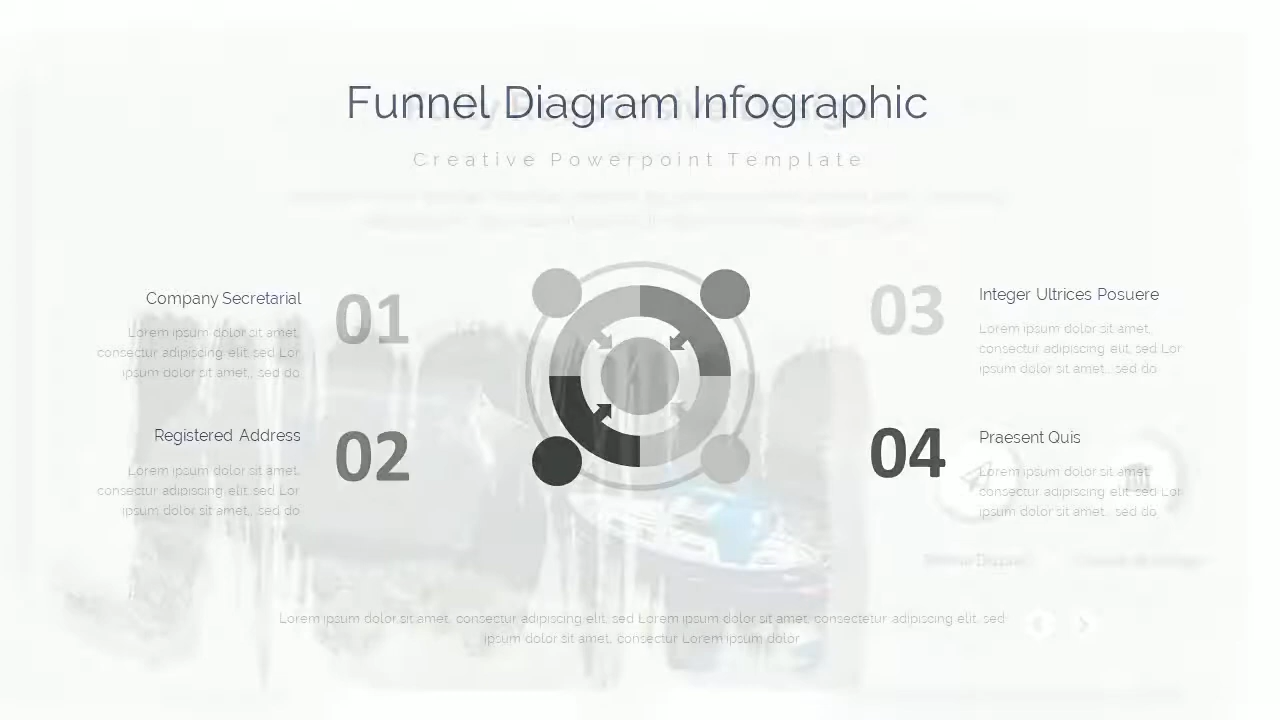 Funnel Diagram Infographic
Creative Powerpoint Template
Company Secretarial
01
Lorem ipsum dolor sit amet,
consectur adipiscing elit, sed Lor
ipsum dolor sit amet,, sed do
Registered Address
02
Lorem ipsum dolor sit amet,
consectur adipiscing elit, sed Lor
ipsum dolor sit amet,, sed do
03
Integer Ultrices Posuere
Lorem ipsum dolor sit amet,
consectur adipiscing elit, sed Lor
ipsum dolor sit amet,, sed do
04
Praesent Quis
Lorem ipsum dolor sit amet,
consectur adipiscing elit, sed Lor
ipsum dolor sit amet,, sed do
Lorem ipsum dolor sit amet, consectur adipiscing elit, sed Lorem ipsum dolor sit amet, consectetur adipiscing elit, sed
ipsum dolor sit amet, consectur Lorem ipsum dolor